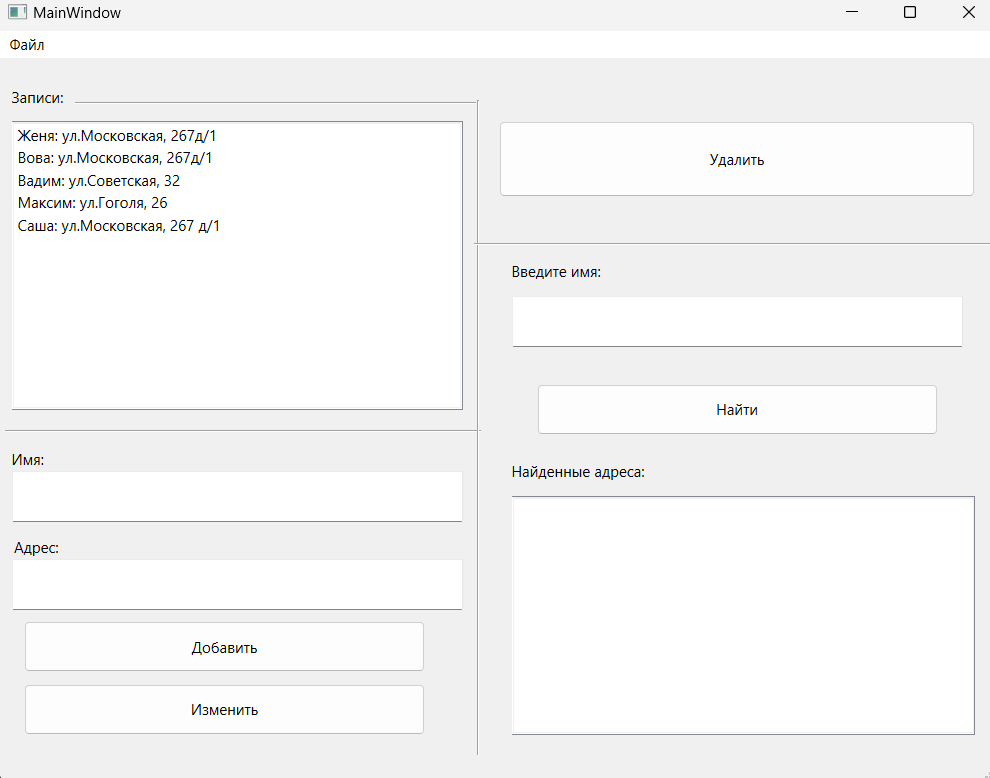 MainWindow
Файл
Записи:
Женя: ул.Московская, 267д/1
Вова: ул.Московская, 267д/1
Вадим: ул.Советская, 32
Максим: ул.Гоголя, 26
Саша: ул.Московская, 267 д/1
Удалить
Введите имя:
Найти
Найденные адреса:
Имя:
Адрес:
Добавить
Изменить